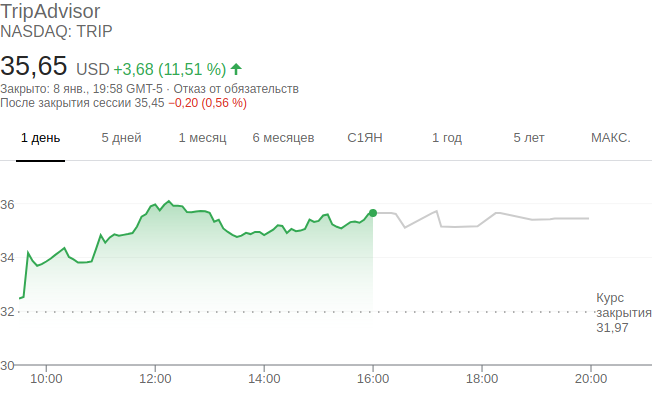 TripAdvisor
NASDAQ: TRIP
35,65 USD +3,68 (11,51 %)
Закрыто: 8 янв., 19:58 GMT-5 · Отказ от обязательств
После закрытия сессии 35,45 −0,20 (0,56 %)
1 день 5 дней 1 месяц 6 месяцев С1ЯН 1 год 5 лет МАКС.
36
34
32
30
Курс
закрытия
31,97
10:00 12:00 14:00 16:00 18:00 20:00